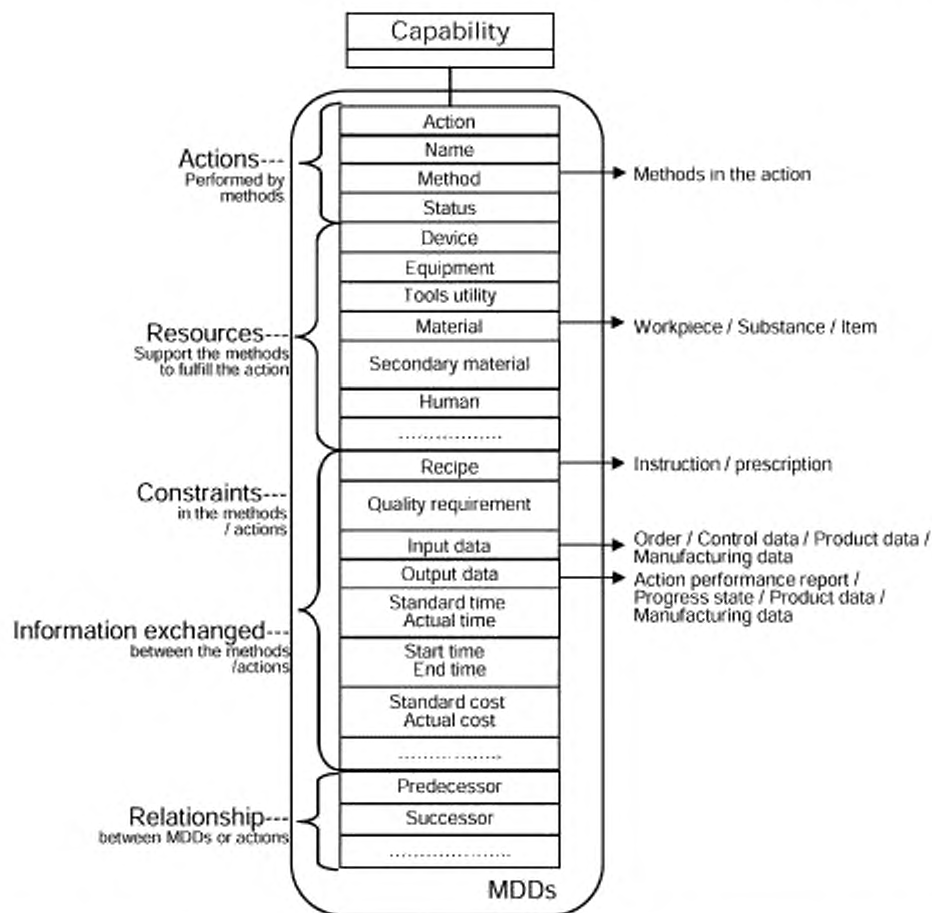 Capability
Action
Name
Method
Status
Device
Equipment
Tools utility
Material
Secondary material
Human
....................
Recipe
Quality requirement
Input data
Output data
Standard time
Actual time
Start time
End time
Standard cost
Actual cost
....................
Predecessor
Successor
....................
MDDs
Actions---
Performed by
methods
Resources---
Support the methods
to fulfill the action
Constraints---
in the methods
/ actions
Information exchanged---
between the methods
/actions
Relationship---
between MDDs or actions
Methods in the action
Workpiece / Substance / Item
Instruction / prescription
Order / Control data / Product data /
Manufacturing data
Action performance report /
Progress state / Product data /
Manufacturing data